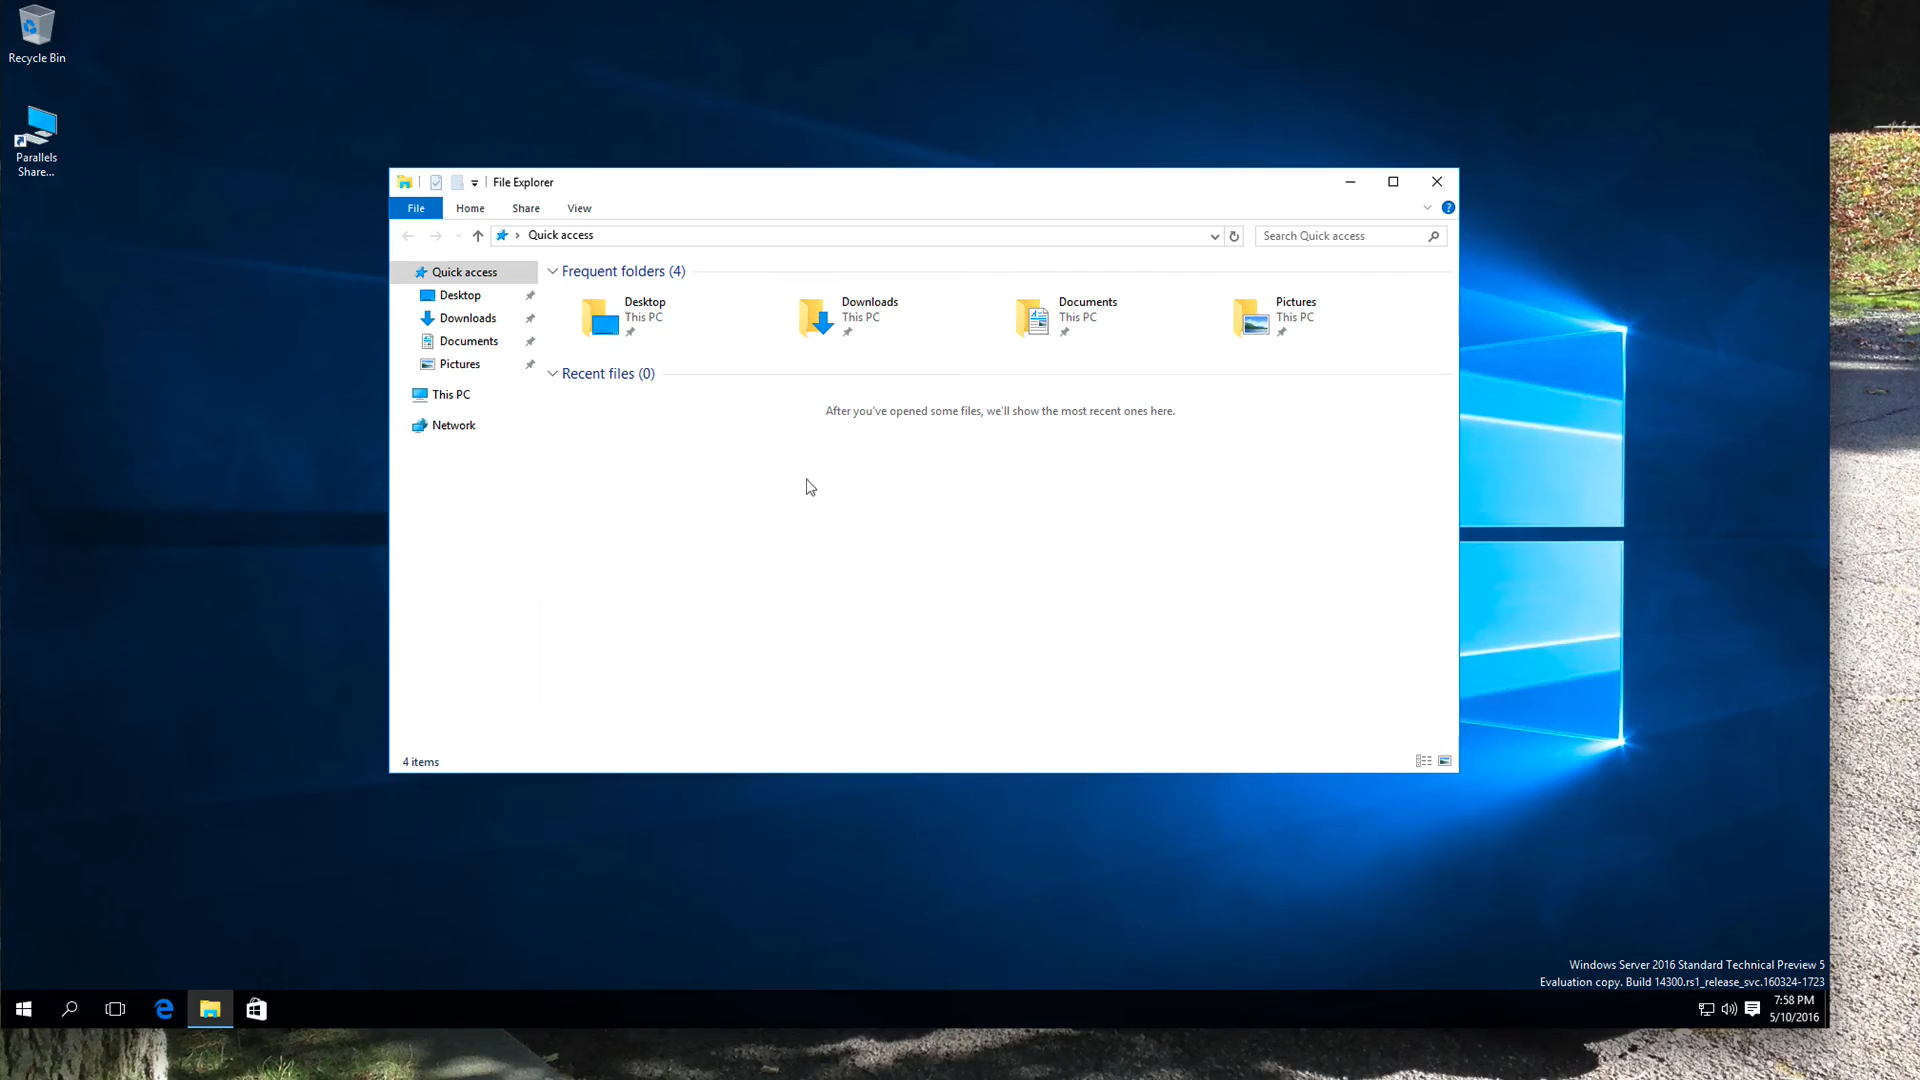 Recycle Bin
Parallels
Share...
File Explorer
File
Home
Share
View
?
Quick access
Search Quick access
Quick access
Desktop
Downloads
Documents
Pictures
This PC
Network
Frequent folders (4)
Desktop
This PC
Downloads
This PC
Documents
This PC
Pictures
This PC
Recent files (0)
After you've opened some files, we'll show the most recent ones here.
4 items
Windows Server 2016 Standard Technical Preview 5
Evaluation copy. Build 14300.rs1_release_svc.160324-1723
7:58 PM
5/10/2016